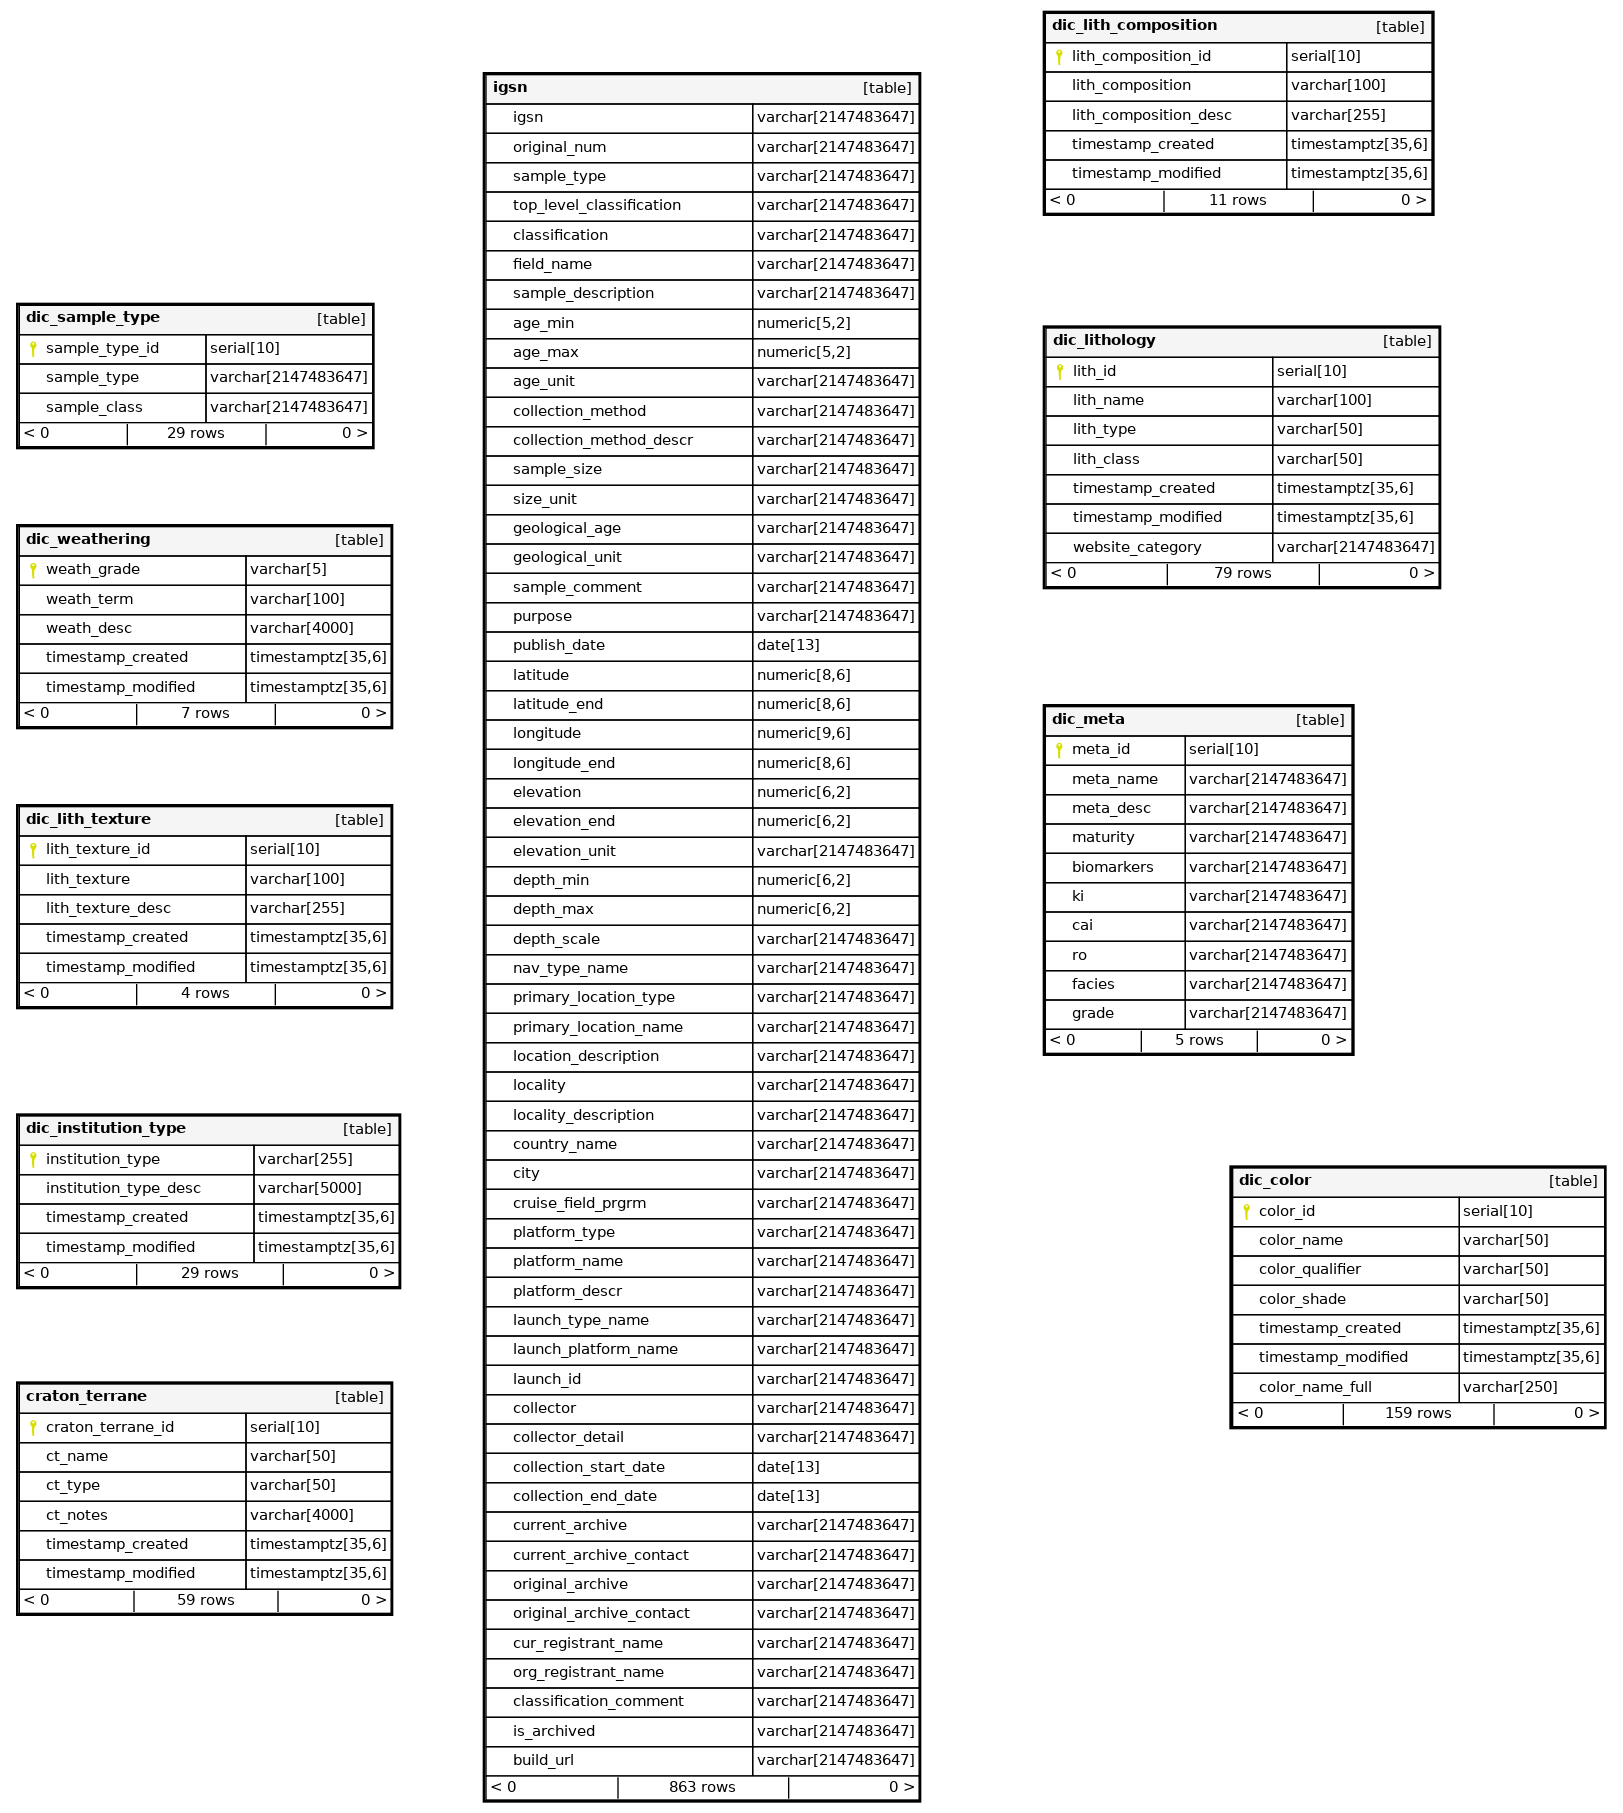 dic_sample_type [table]
sample_type_id serial[10]
sample_type varchar[2147483647]
sample_class varchar[2147483647]
< 0 29 rows 0 >
dic_weathering [table]
weath_grade varchar[5]
weath_term varchar[100]
weath_desc varchar[4000]
timestamp_created timestamptz[35,6]
timestamp_modified timestamptz[35,6]
< 0 7 rows 0 >
dic_lith_texture [table]
lith_texture_id serial[10]
lith_texture varchar[100]
lith_texture_desc varchar[255]
timestamp_created timestamptz[35,6]
timestamp_modified timestamptz[35,6]
< 0 4 rows 0 >
dic_institution_type [table]
institution_type varchar[255]
institution_type_desc varchar[5000]
timestamp_created timestamptz[35,6]
timestamp_modified timestamptz[35,6]
< 0 29 rows 0 >
craton_terrane [table]
craton_terrane_id serial[10]
ct_name varchar[50]
ct_type varchar[50]
ct_notes varchar[4000]
timestamp_created timestamptz[35,6]
timestamp_modified timestamptz[35,6]
< 0 59 rows 0 >
igsn [table]
igsn varchar[2147483647]
original_num varchar[2147483647]
sample_type varchar[2147483647]
top_level_classification varchar[2147483647]
classification varchar[2147483647]
field_name varchar[2147483647]
sample_description varchar[2147483647]
age_min numeric[5,2]
age_max numeric[5,2]
age_unit varchar[2147483647]
collection_method varchar[2147483647]
collection_method_descr varchar[2147483647]
sample_size varchar[2147483647]
size_unit varchar[2147483647]
geological_age varchar[2147483647]
geological_unit varchar[2147483647]
sample_comment varchar[2147483647]
purpose varchar[2147483647]
publish_date date[13]
latitude numeric[8,6]
latitude_end numeric[8,6]
longitude numeric[9,6]
longitude_end numeric[8,6]
elevation numeric[6,2]
elevation_end numeric[6,2]
elevation_unit varchar[2147483647]
depth_min numeric[6,2]
depth_max numeric[6,2]
depth_scale varchar[2147483647]
nav_type_name varchar[2147483647]
primary_location_type varchar[2147483647]
primary_location_name varchar[2147483647]
location_description varchar[2147483647]
locality varchar[2147483647]
locality_description varchar[2147483647]
country_name varchar[2147483647]
city varchar[2147483647]
cruise_field_prgrm varchar[2147483647]
platform_type varchar[2147483647]
platform_name varchar[2147483647]
platform_descr varchar[2147483647]
launch_type_name varchar[2147483647]
launch_platform_name varchar[2147483647]
launch_id varchar[2147483647]
collector varchar[2147483647]
collector_detail varchar[2147483647]
collection_start_date date[13]
collection_end_date date[13]
current_archive varchar[2147483647]
current_archive_contact varchar[2147483647]
original_archive varchar[2147483647]
original_archive_contact varchar[2147483647]
cur_registrant_name varchar[2147483647]
org_registrant_name varchar[2147483647]
classification_comment varchar[2147483647]
is_archived varchar[2147483647]
build_url varchar[2147483647]
< 0 863 rows 0 >
dic_lith_composition [table]
lith_composition_id serial[10]
lith_composition varchar[100]
lith_composition_desc varchar[255]
timestamp_created timestamptz[35,6]
timestamp_modified timestamptz[35,6]
< 0 11 rows 0 >
dic_lithology [table]
lith_id serial[10]
lith_name varchar[100]
lith_type varchar[50]
lith_class varchar[50]
timestamp_created timestamptz[35,6]
timestamp_modified timestamptz[35,6]
website_category varchar[2147483647]
< 0 79 rows 0 >
dic_meta [table]
meta_id serial[10]
meta_name varchar[2147483647]
meta_desc varchar[2147483647]
maturity varchar[2147483647]
biomarkers varchar[2147483647]
ki varchar[2147483647]
cai varchar[2147483647]
ro varchar[2147483647]
facies varchar[2147483647]
grade varchar[2147483647]
< 0 5 rows 0 >
dic_color [table]
color_id serial[10]
color_name varchar[50]
color_qualifier varchar[50]
color_shade varchar[50]
timestamp_created timestamptz[35,6]
timestamp_modified timestamptz[35,6]
color_name_full varchar[250]
< 0 159 rows 0 >